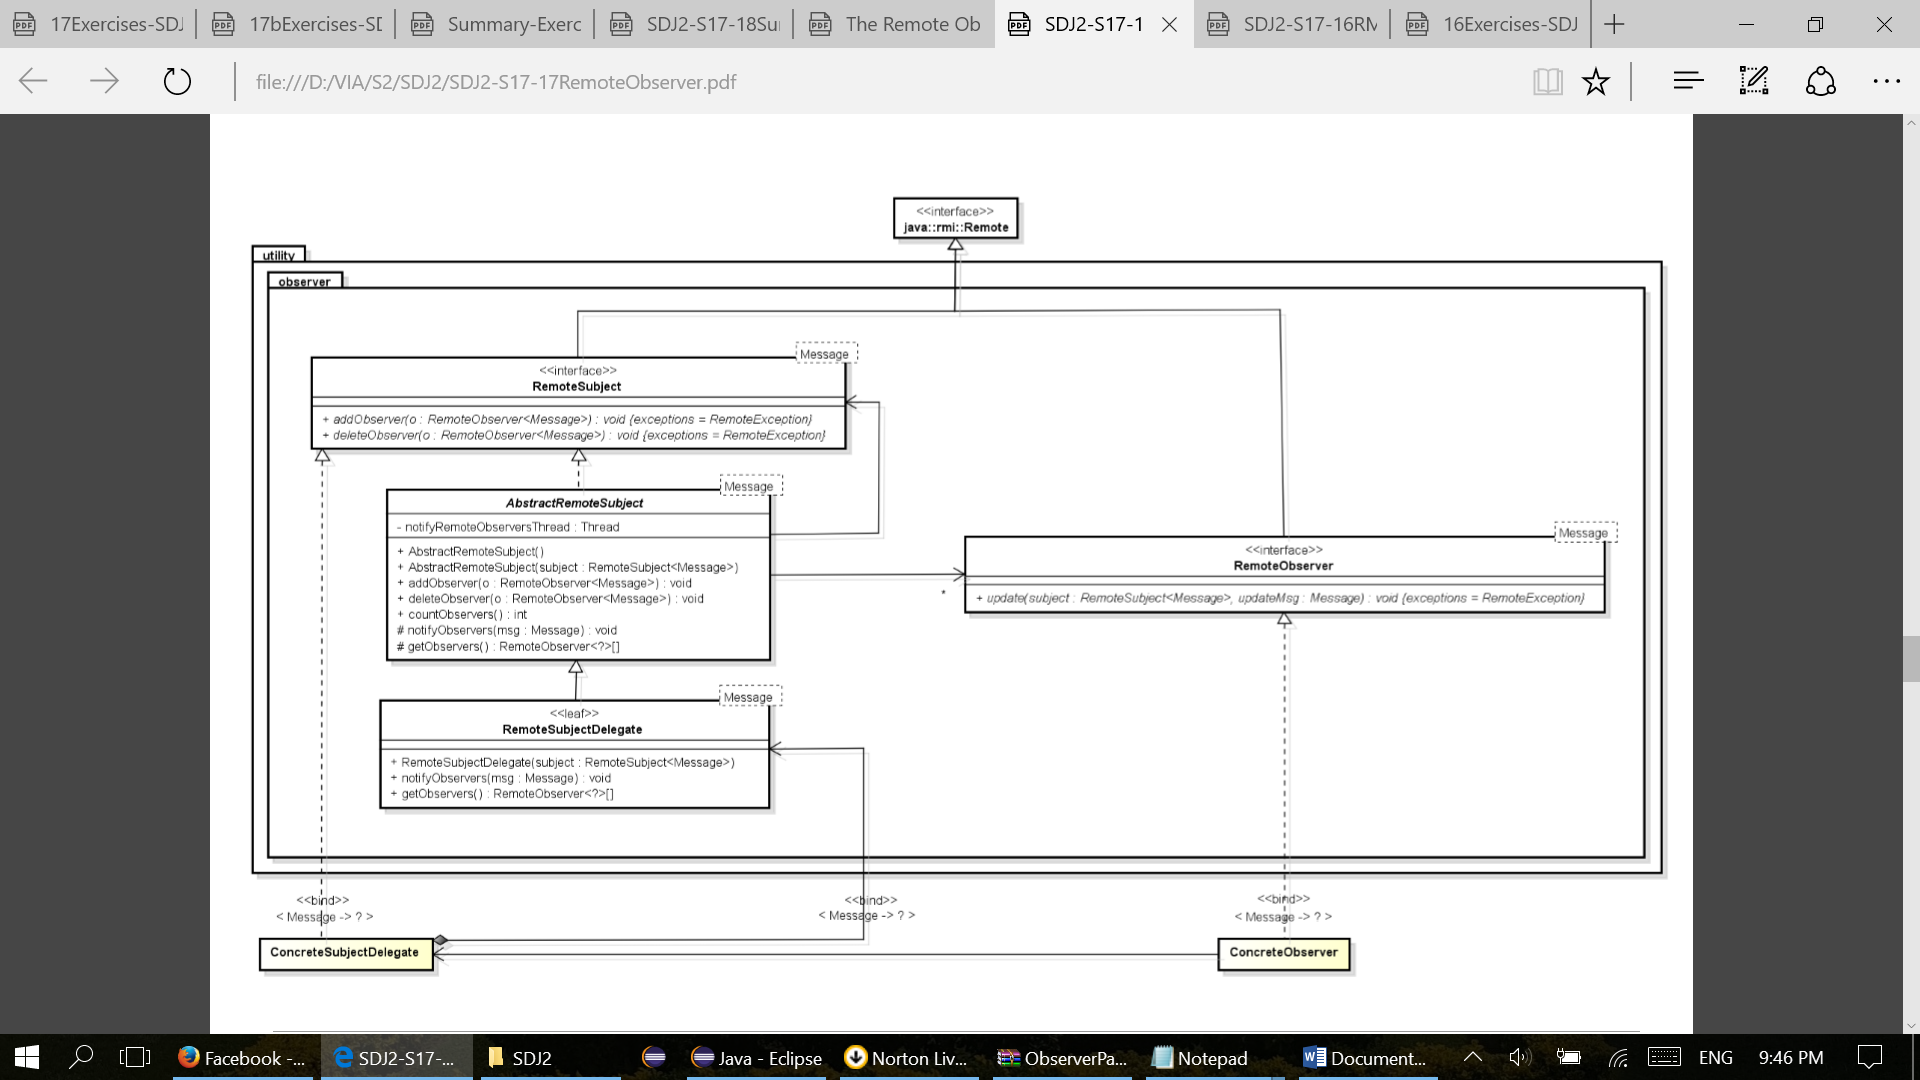 17Exercises-SDJ
17bExercises-SD
Summary-Exerc
SDJ2-S17-18Su
The Remote Ob
SDJ2-S17-1
SDJ2-S17-16RM
16Exercises-SDJ
file:///D:/VIA/S2/SDJ2/SDJ2-S17-17RemoteObserver.pdf
<<interface>>
java::rmi::Remote
utility
observer
Message
<<interface>>
RemoteSubject
+ addObserver(o : RemoteObserver<Message>) : void {exceptions = RemoteException}
+ deleteObserver(o : RemoteObserver<Message>) : void {exceptions = RemoteException}
Message
AbstractRemoteSubject
- notifyRemoteObserversThread : Thread
+ AbstractRemoteSubject()
+ AbstractRemoteSubject(subject : RemoteSubject<Message>)
+ addObserver(o : RemoteObserver<Message>) : void
+ deleteObserver(o : RemoteObserver<Message>) : void
+ countObservers() : int
# notifyObservers(msg : Message) : void
# getObservers() : RemoteObserver<?>[]
Message
<<interface>>
RemoteObserver
+ update(subject : RemoteSubject<Message>, updateMsg : Message) : void {exceptions = RemoteException}
*
Message
<<leaf>>
RemoteSubjectDelegate
+ RemoteSubjectDelegate(subject : RemoteSubject<Message>)
+ notifyObservers(msg : Message) : void
+ getObservers() : RemoteObserver<?>[]
<<bind>>
< Message -> ? >
<<bind>>
< Message -> ? >
<<bind>>
< Message -> ? >
ConcreteSubjectDelegate
ConcreteObserver
Facebook -...
SDJ2-S17-...
SDJ2
Java - Eclipse
Norton Liv...
ObserverPa...
Notepad
Document...
ENG
9:46 PM